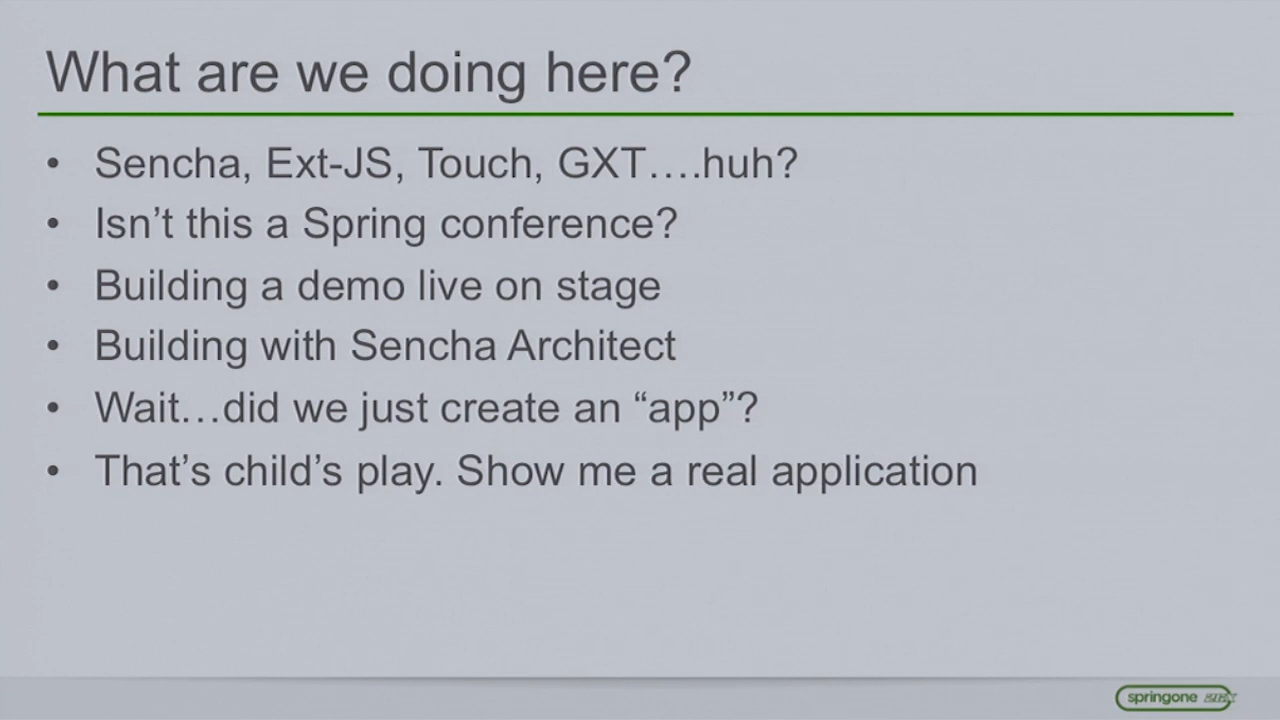 What are we doing here?
• Sencha, Ext-JS, Touch, GXT….huh?
• Isn’t this a Spring conference?
• Building a demo live on stage
• Building with Sencha Architect
• Wait…did we just create an “app”?
• That’s child’s play. Show me a real application
springone 2GX